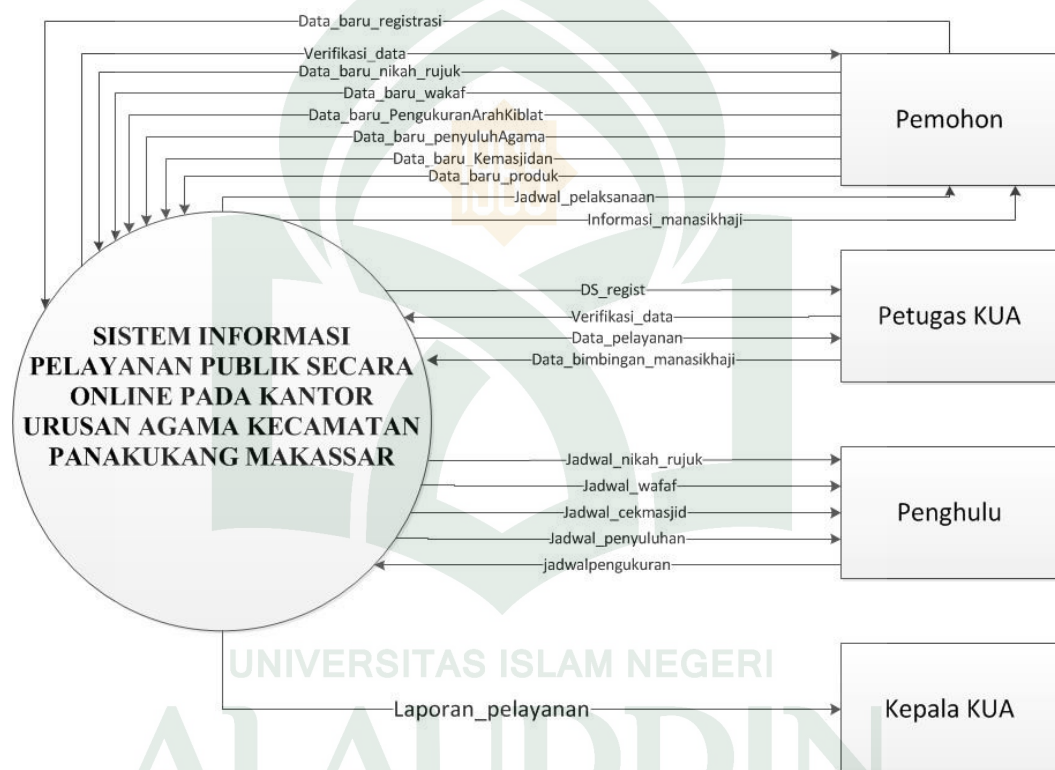 Data_baru_registrasi
Verifikasi_data
Data_baru_nikah_rujuk
Data_baru_wakaf
Data_baru_PengukuranArahKiblat
Data_baru_penyuluhAgama
Data_baru_Kemasjidan
Data_baru_produk
Jadwal_pelaksanaan
Informasi_manasikhaji
Pemohon
DS_regist
Verifikasi_data
Data_pelayanan
Data_bimbingan_manasikhaji
Petugas KUA
SISTEM INFORMASI
PELAYANAN PUBLIK SECARA
ONLINE PADA KANTOR
URUSAN AGAMA KECAMATAN
PANAKUKANG MAKASSAR
Jadwal_nikah_rujuk
Jadwal_wafaf
Jadwal_cekmasjid
Jadwal_penyuluhan
jadwalpengukuran
Penghulu
UNIVERSITAS ISLAM NEGERI
Laporan_pelayanan
Kepala KUA
ALAUDDIN